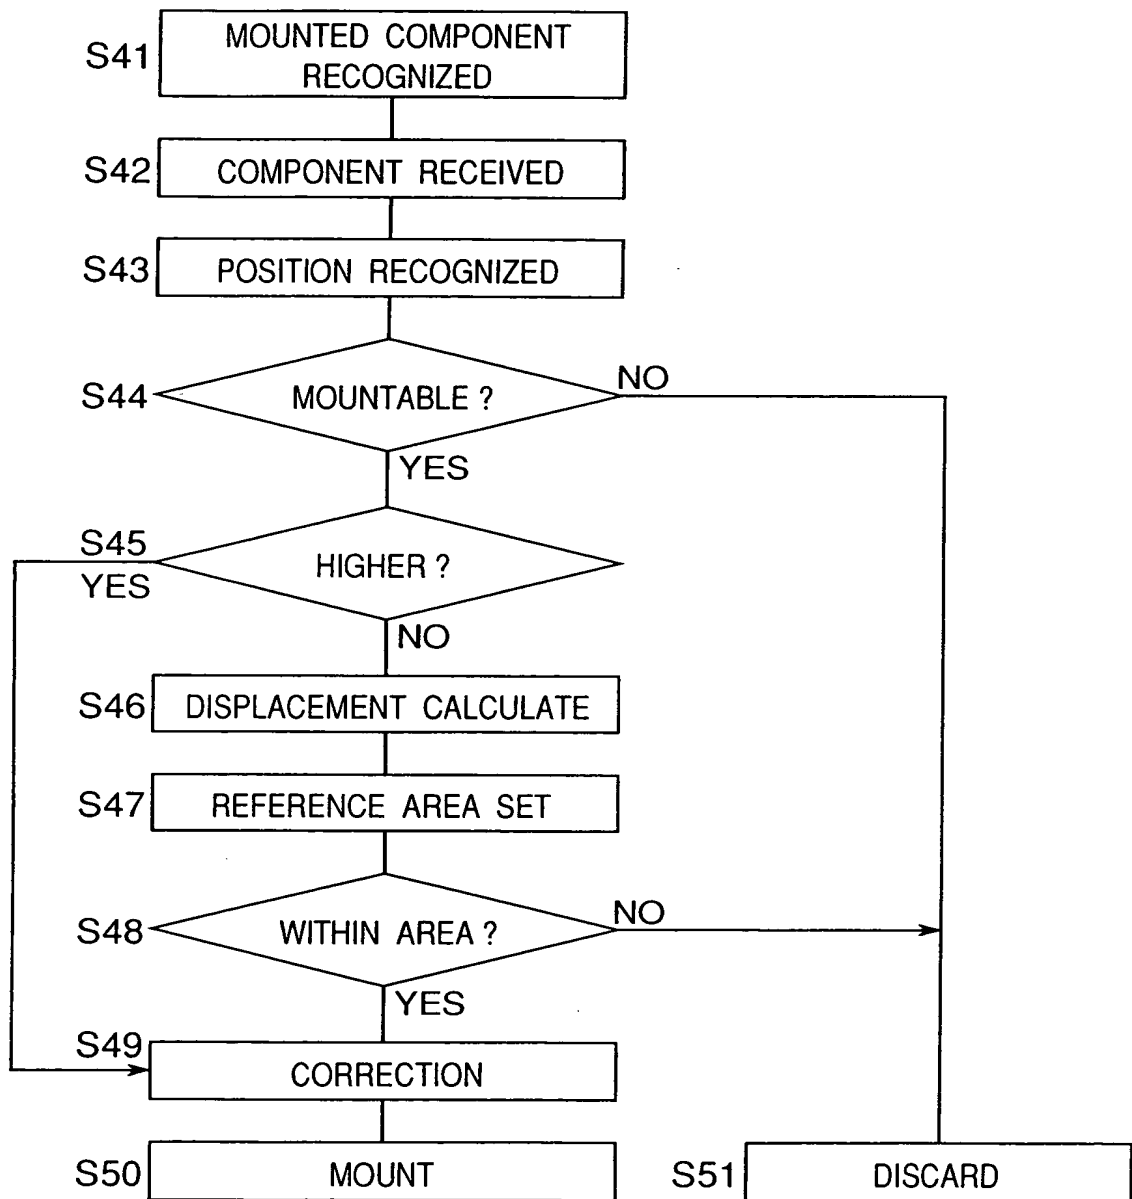 S41
MOUNTED COMPONENT
RECOGNIZED
S42
COMPONENT RECEIVED
S43
POSITION RECOGNIZED
S44
MOUNTABLE ?
NO
YES
S45
YES
HIGHER ?
NO
S46
DISPLACEMENT CALCULATE
S47
REFERENCE AREA SET
S48
WITHIN AREA ?
NO
YES
S49
CORRECTION
S50
MOUNT
S51
DISCARD